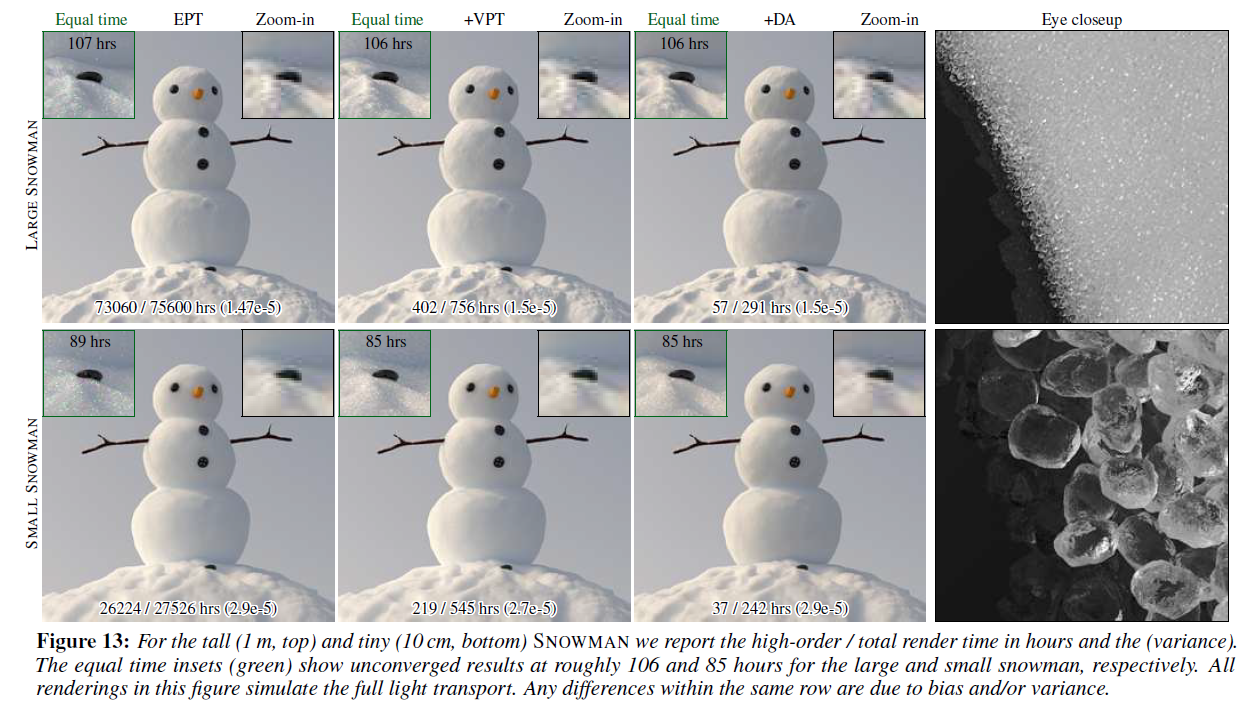 Equal time EPT Zoom-in Equal time +VPT Zoom-in Equal time +DA Zoom-in Eye closeup
107 hrs 106 hrs 106 hrs
LARGE SNOWMAN
73060 / 75600 hrs (1.47e-5) 402 / 756 hrs (1.5e-5) 57 / 291 hrs (1.5e-5)
89 hrs 85 hrs 85 hrs
SMALL SNOWMAN
26224 / 27526 hrs (2.9e-5) 219 / 545 hrs (2.7e-5) 37 / 242 hrs (2.9e-5)
Figure 13: For the tall (1 m, top) and tiny (10 cm, bottom) SNOWMAN we report the high-order / total render time in hours and the (variance).
The equal time insets (green) show unconverged results at roughly 106 and 85 hours for the large and small snowman, respectively. All
renderings in this figure simulate the full light transport. Any differences within the same row are due to bias and/or variance.